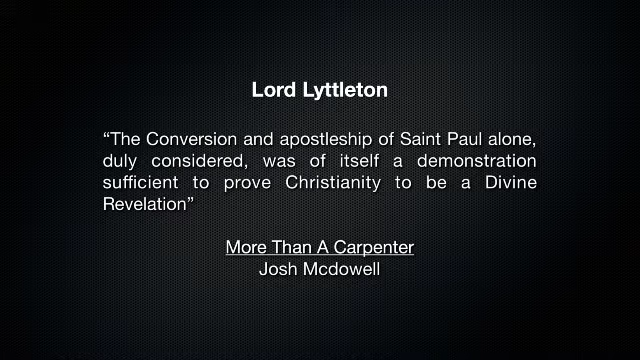 Lord Lyttleton
“The Conversion and apostleship of Saint Paul alone,
duly considered, was of itself a demonstration
sufficient to prove Christianity to be a Divine
Revelation”
More Than A Carpenter
Josh Mcdowell